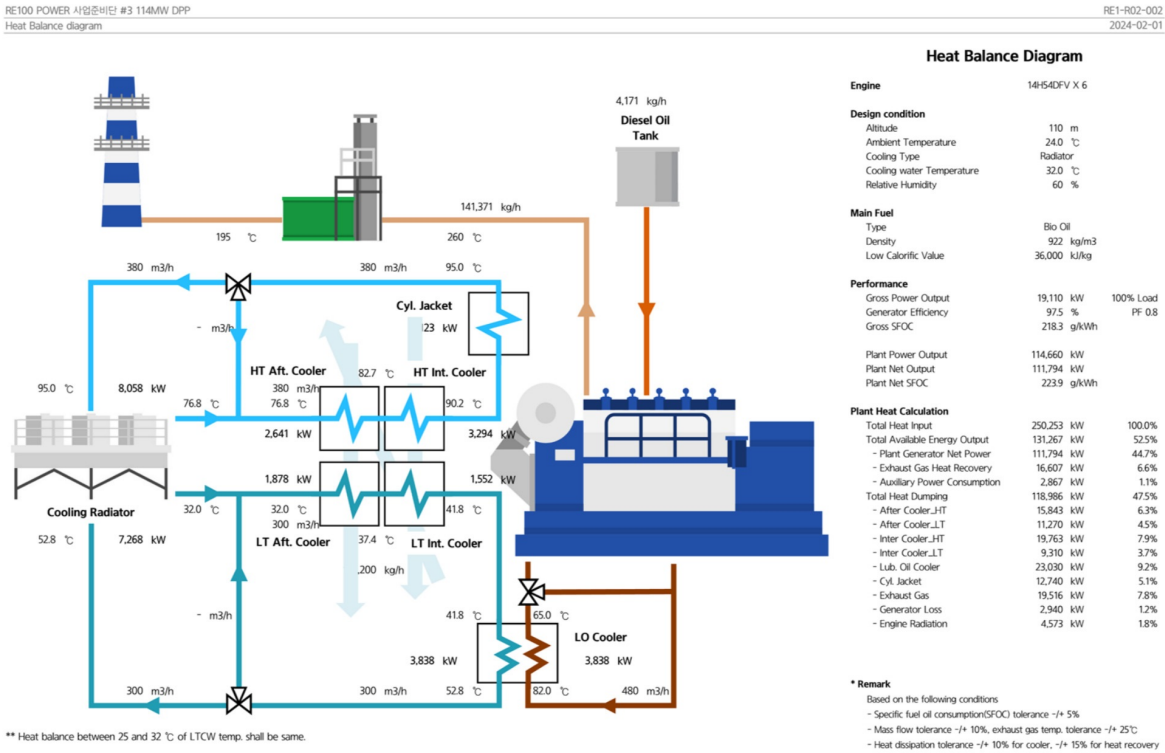 RE100 POWER 사업준비단 #3 114MW DPP
RE1-R02-002
Heat Balance diagram
2024-02-01
Heat Balance Diagram
Engine 14H54DFV X 6
Design condition
Altitude 110 m
Ambient Temperature 24.0 ℃
Cooling Type Radiator
Cooling water Temperature 32.0 ℃
Relative Humidity 60 %
Main Fuel
Type Bio Oil
Density 922 kg/m3
Low Calorific Value 36,000 kJ/kg
Performance
Gross Power Output 19,110 kW 100% Load
Generator Efficiency 97.5 % PF 0.8
Gross SFOC 218.3 g/kWh
Plant Power Output 114,660 kW
Plant Net Output 111,794 kW
Plant Net SFOC 223.9 g/kWh
Plant Heat Calculation
Total Heat Input 250,253 kW 100.0%
Total Available Energy Output 131,267 kW 52.5%
- Plant Generator Net Power 111,794 kW 44.7%
- Exhaust Gas Heat Recovery 16,607 kW 6.6%
- Auxiliary Power Consumption 2,867 kW 1.1%
Total Heat Dumping 118,986 kW 47.5%
- After Cooler_HT 15,843 kW 6.3%
- After Cooler_LT 11,270 kW 4.5%
- Inter Cooler_HT 19,763 kW 7.9%
- Inter Cooler_LT 9,310 kW 3.7%
- Lub. Oil Cooler 23,030 kW 9.2%
- Cyl. Jacket 12,740 kW 5.1%
- Exhaust Gas 19,516 kW 7.8%
- Generator Loss 2,940 kW 1.2%
- Engine Radiation 4,573 kW 1.8%
* Remark
Based on the following conditions
- Specific fuel oil consumption(SFOC) tolerance -/+ 5%
- Mass flow tolerance -/+ 10%, exhaust gas temp. tolerance -/+ 25℃
- Heat dissipation tolerance -/+ 10% for cooler, -/+ 15% for heat recovery
4,171 kg/h
Diesel Oil
Tank
141,371 kg/h
195 ℃
260 ℃
380 m3/h
380 m3/h
95.0 ℃
Cyl. Jacket
23 kW
- m3/h
HT Aft. Cooler
82.7 ℃
HT Int. Cooler
95.0 ℃
8,058 kW
380 m3/h
76.8 ℃
76.8 ℃
90.2 ℃
2,641 kW
3,294 kW
1,878 kW
1,552 kW
Cooling Radiator
32.0 ℃
32.0 ℃
41.8 ℃
300 m3/h
52.8 ℃
7,268 kW
LT Aft. Cooler
37.4 ℃
LT Int. Cooler
,200 kg/h
- m3/h
41.8 ℃
65.0 ℃
LO Cooler
3,838 kW
3,838 kW
300 m3/h
300 m3/h
52.8 ℃
82.0 ℃
480 m3/h
** Heat balance between 25 and 32 ℃ of LTCW temp. shall be same.